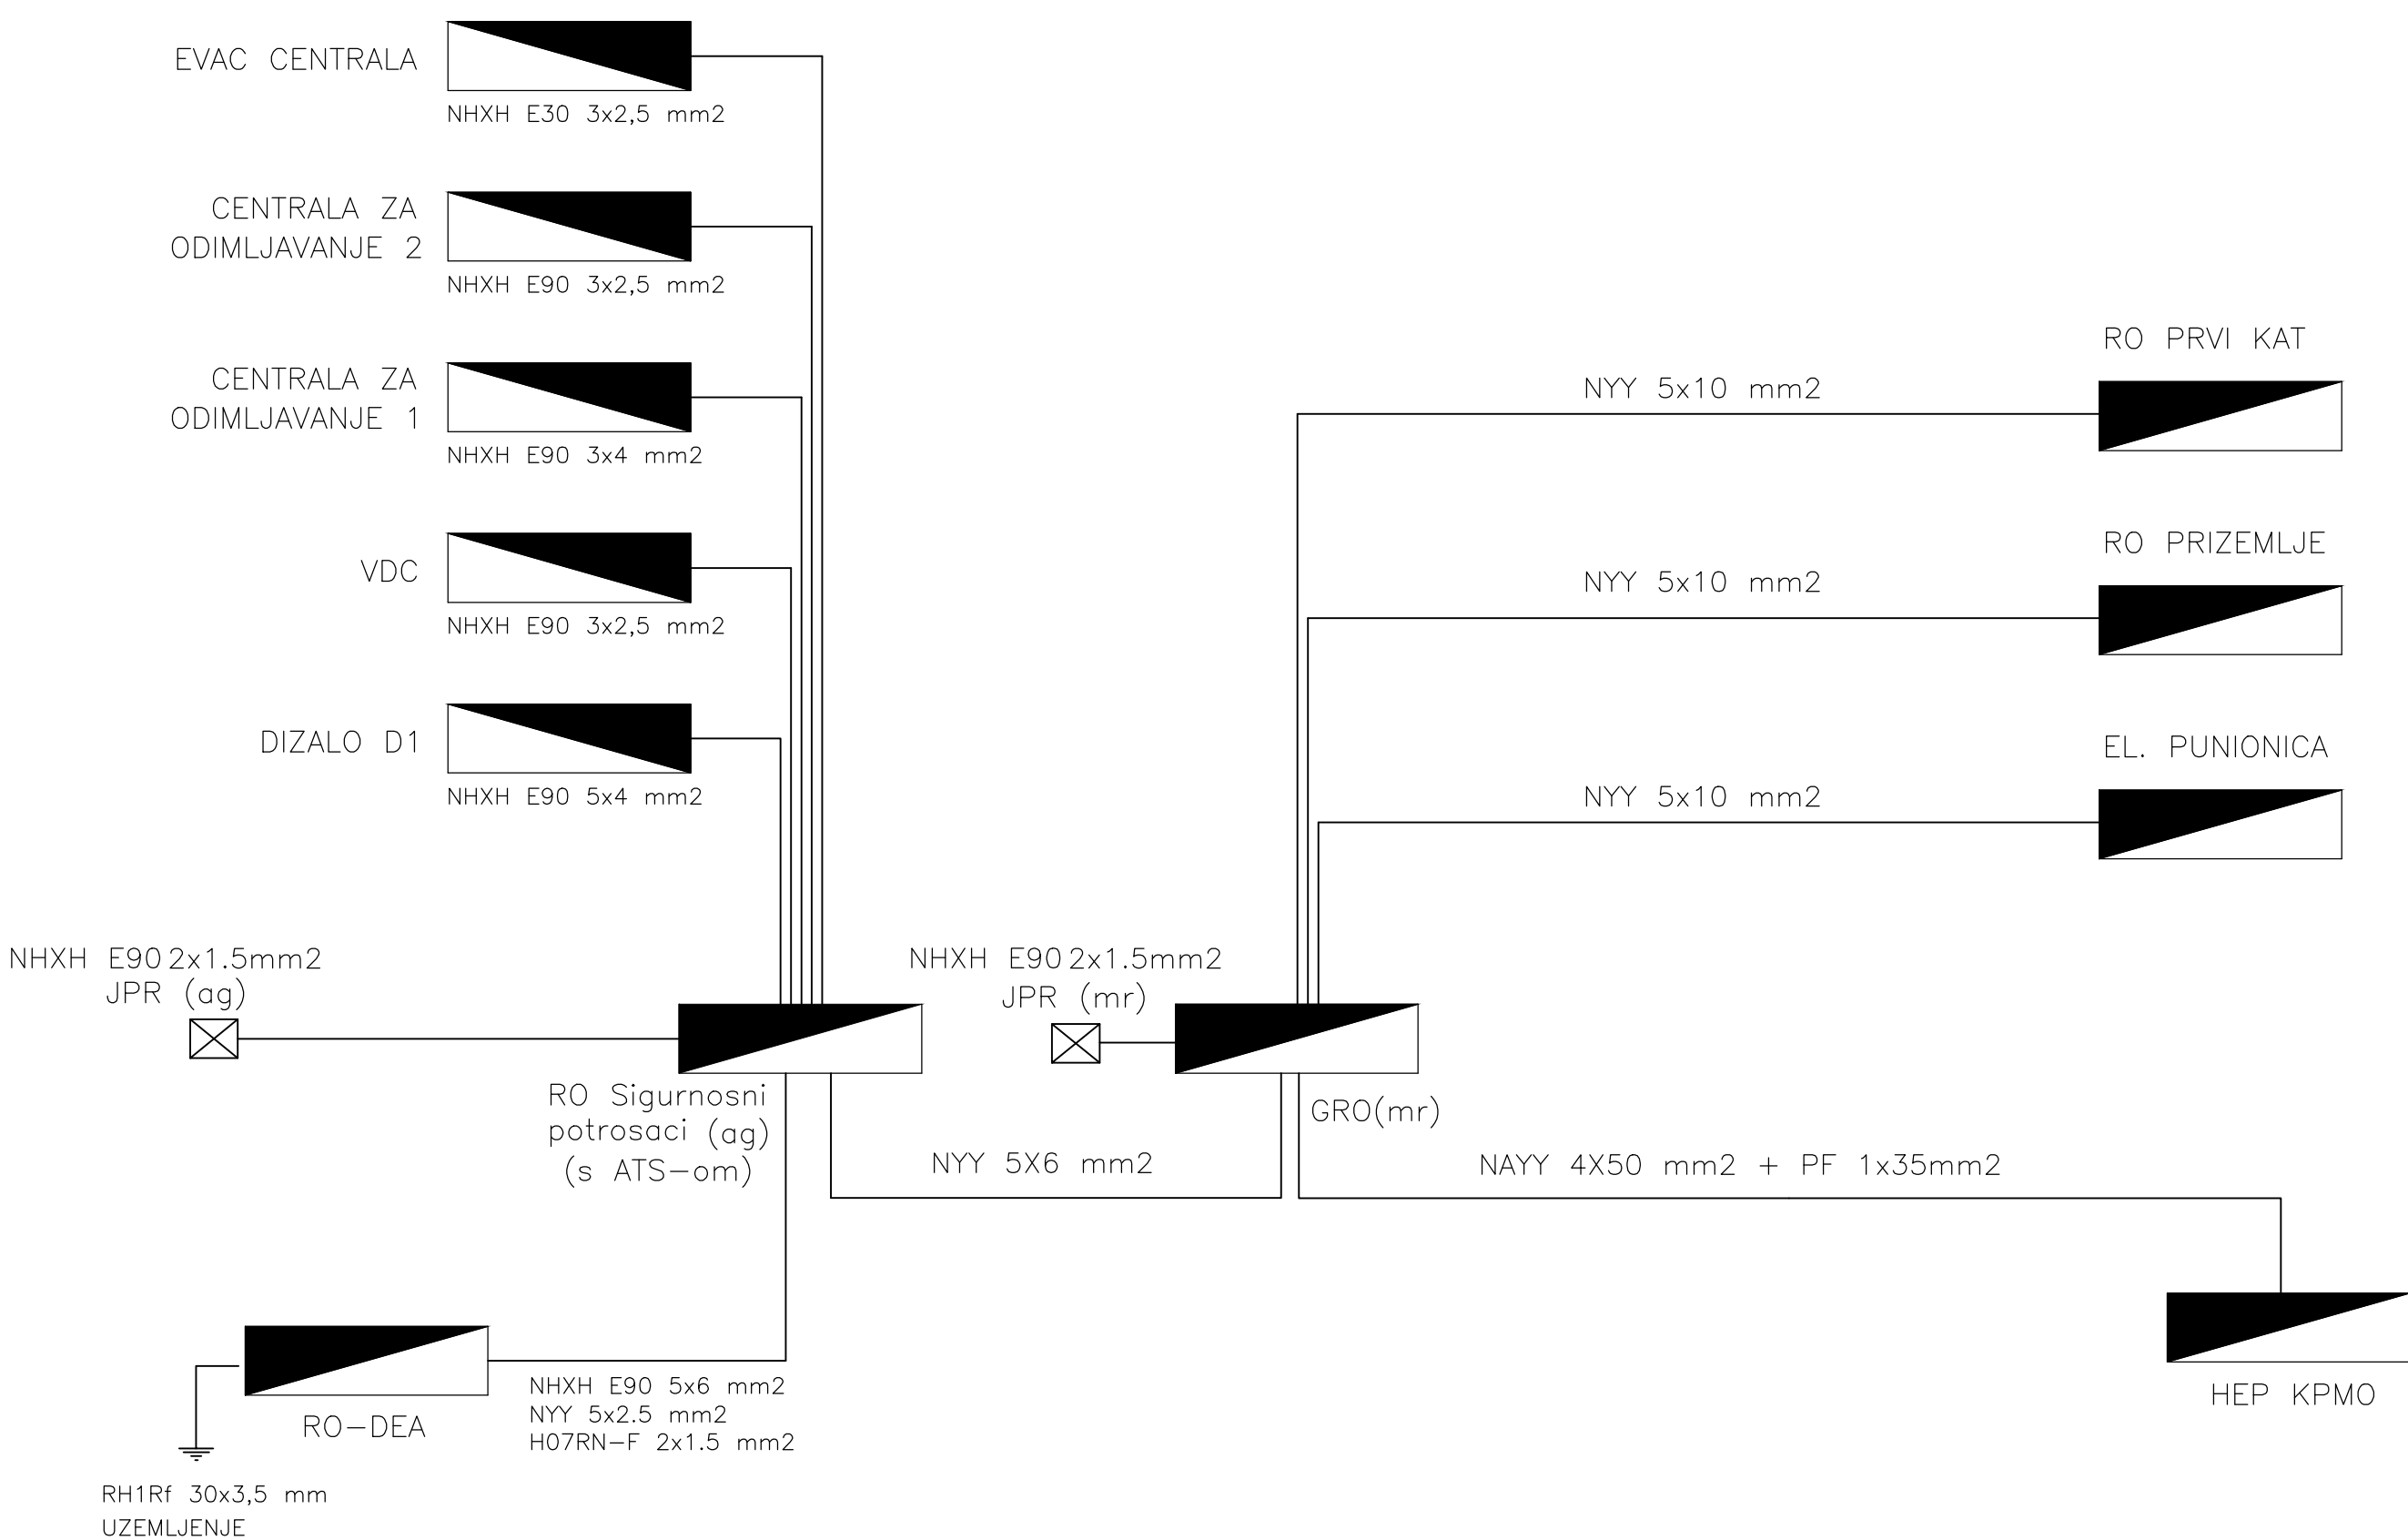 EVAC CENTRALA
NHXH E30 3x2,5 mm2
CENTRALA ZA
ODIMLJAVANJE 2
NHXH E90 3x2,5 mm2
CENTRALA ZA
ODIMLJAVANJE 1
NHXH E90 3x4 mm2
VDC
NHXH E90 3x2,5 mm2
DIZALO D1
NHXH E90 5x4 mm2
RO PRVI KAT
NYY 5x10 mm2
RO PRIZEMLJE
NYY 5x10 mm2
EL. PUNIONICA
NYY 5x10 mm2
NHXH E90 2x1.5mm2
JPR (ag)
NHXH E90 2x1.5mm2
JPR (mr)
RO Sigurnosni
potrosaci (ag)
(s ATS-om)
GRO(mr)
NYY 5X6 mm2
NAYY 4X50 mm2 + PF 1x35mm2
HEP KPMO
RO-DEA
NHXH E90 5x6 mm2
NYY 5x2.5 mm2
H07RN-F 2x1.5 mm2
RH1Rf 30x3,5 mm
UZEMLJENJE